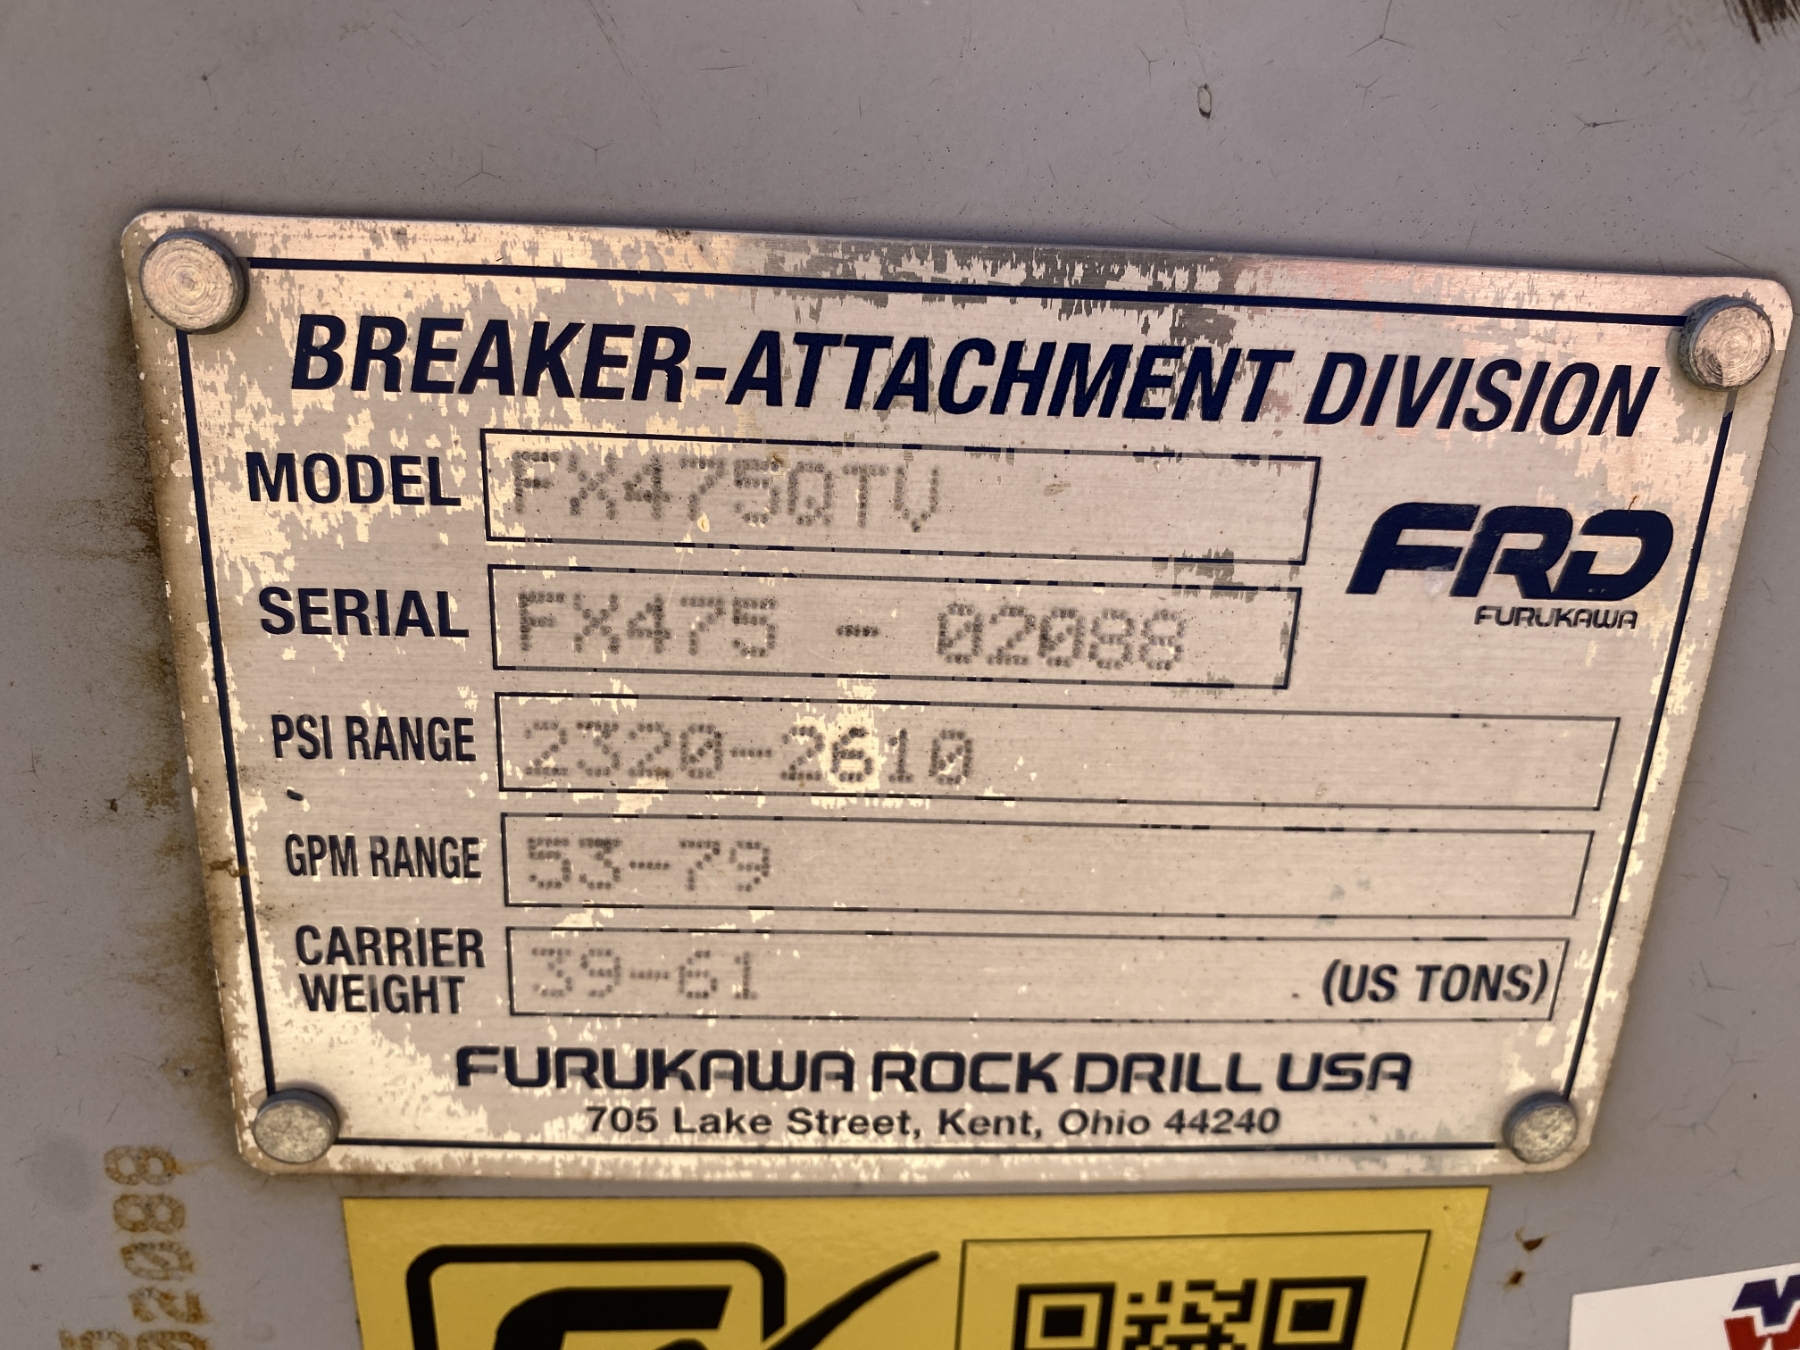 BREAKER-ATTACHMENT DIVISION
MODEL FX475QTV
FRD
FURUKAWA
SERIAL FX475 - 02088
PSI RANGE 2320-2610
GPM RANGE 53-79
CARRIER WEIGHT 39-61 (US TONS)
FURUKAWA ROCK DRILL USA
705 Lake Street, Kent, Ohio 44240
02088